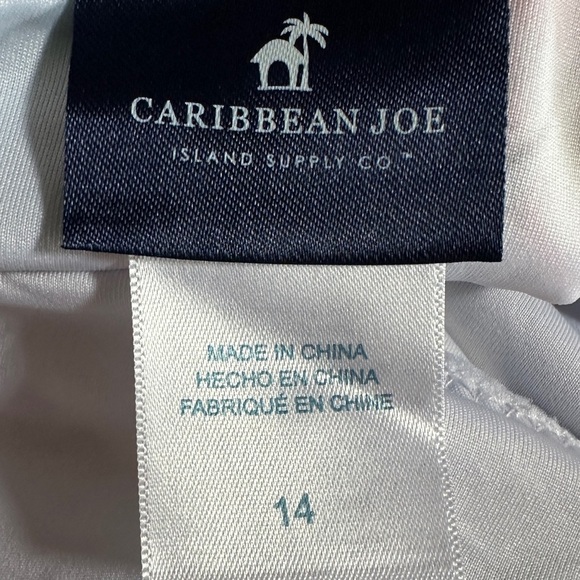 CARIBBEAN JOE
ISLAND SUPPLY CO™
MADE IN CHINA
HECHO EN CHINA
FABRIQUÉ EN CHINE
14